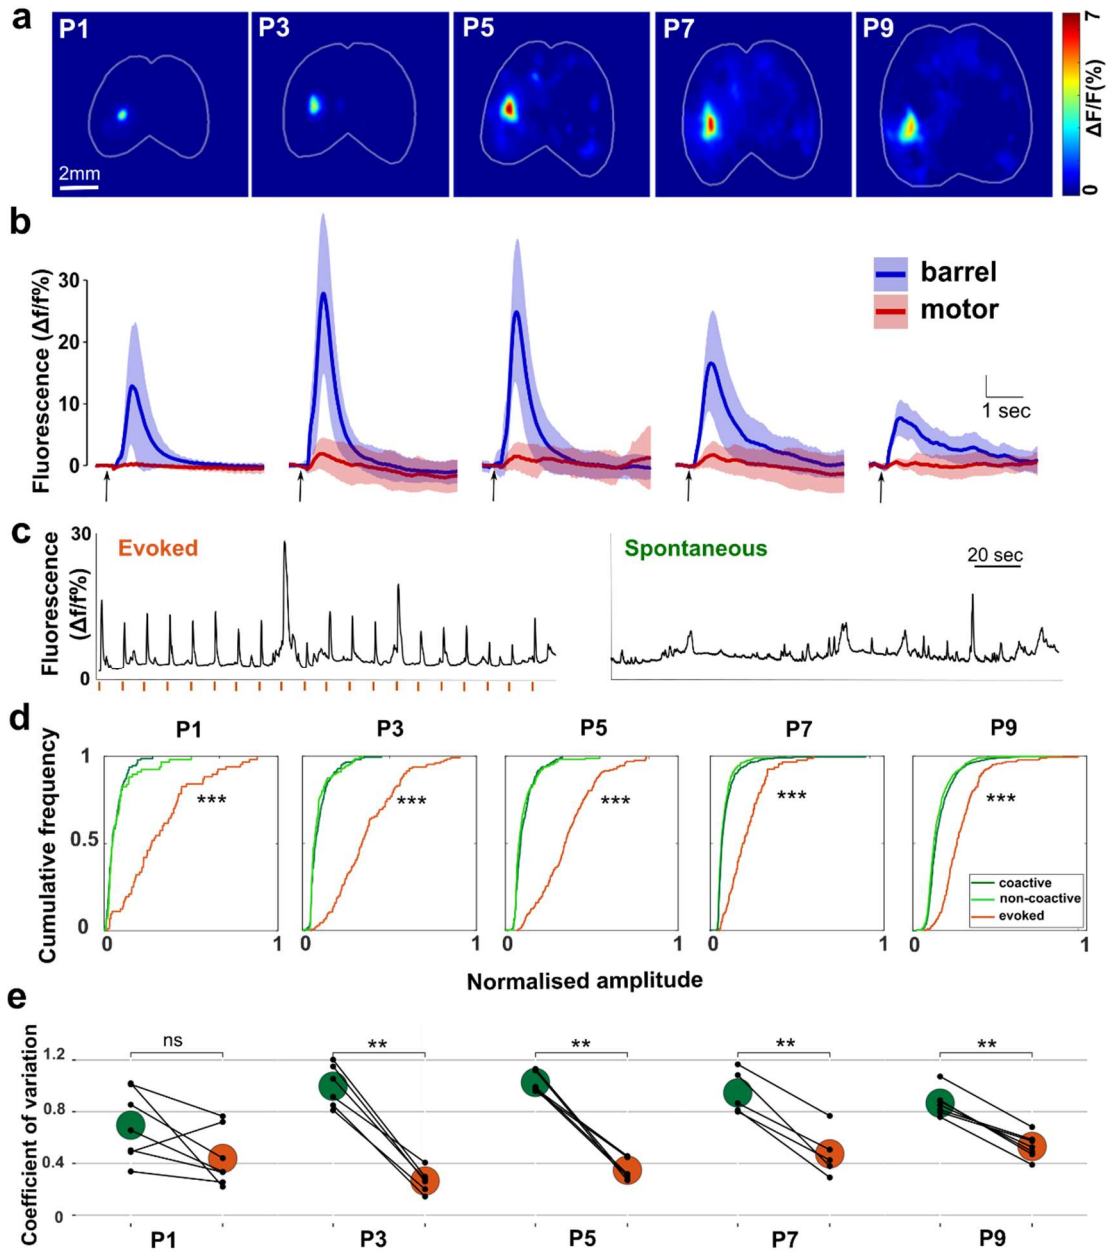 a
P1
P3
P5
P7
P9
2mm
7
ΔF/F(%)
0
b
Fluorescence (Δf/f%)
30
20
10
0
barrel
motor
1 sec
c
Fluorescence
(Δf/f%)
30
0
Evoked
Spontaneous
20 sec
d
P1
P3
P5
P7
P9
Cumulative frequency
1
0.5
0
***
***
***
***
***
coactive
non-coactive
evoked
0
1
0
1
0
1
0
1
0
1
Normalised amplitude
e
Coefficient of variation
1.2
0.8
0.4
0
ns
**
**
**
**
P1
P3
P5
P7
P9